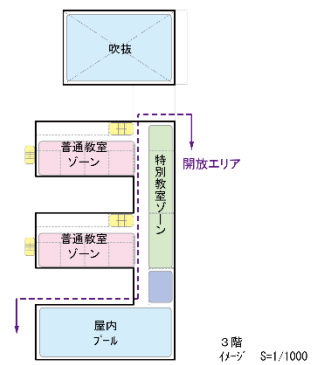 吹抜
普通教室
ゾーン
特別教室ゾーン
開放エリア
普通教室
ゾーン
屋内
プール
3階
イメージ S=1/1000